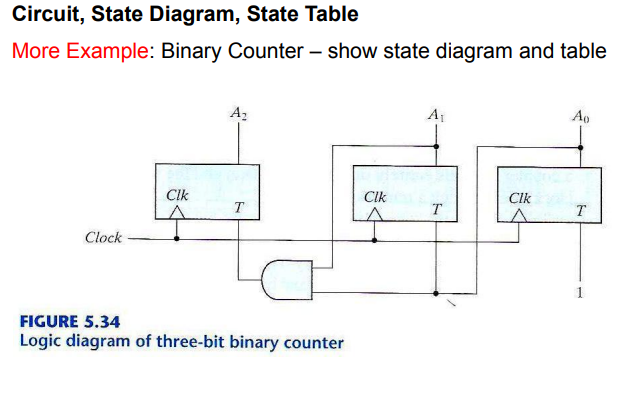 Circuit, State Diagram, State Table
More Example: Binary Counter – show state diagram and table
A₂
A₁
A₀
Clk
T
Clk
T
Clk
T
Clock
1
FIGURE 5.34
Logic diagram of three-bit binary counter